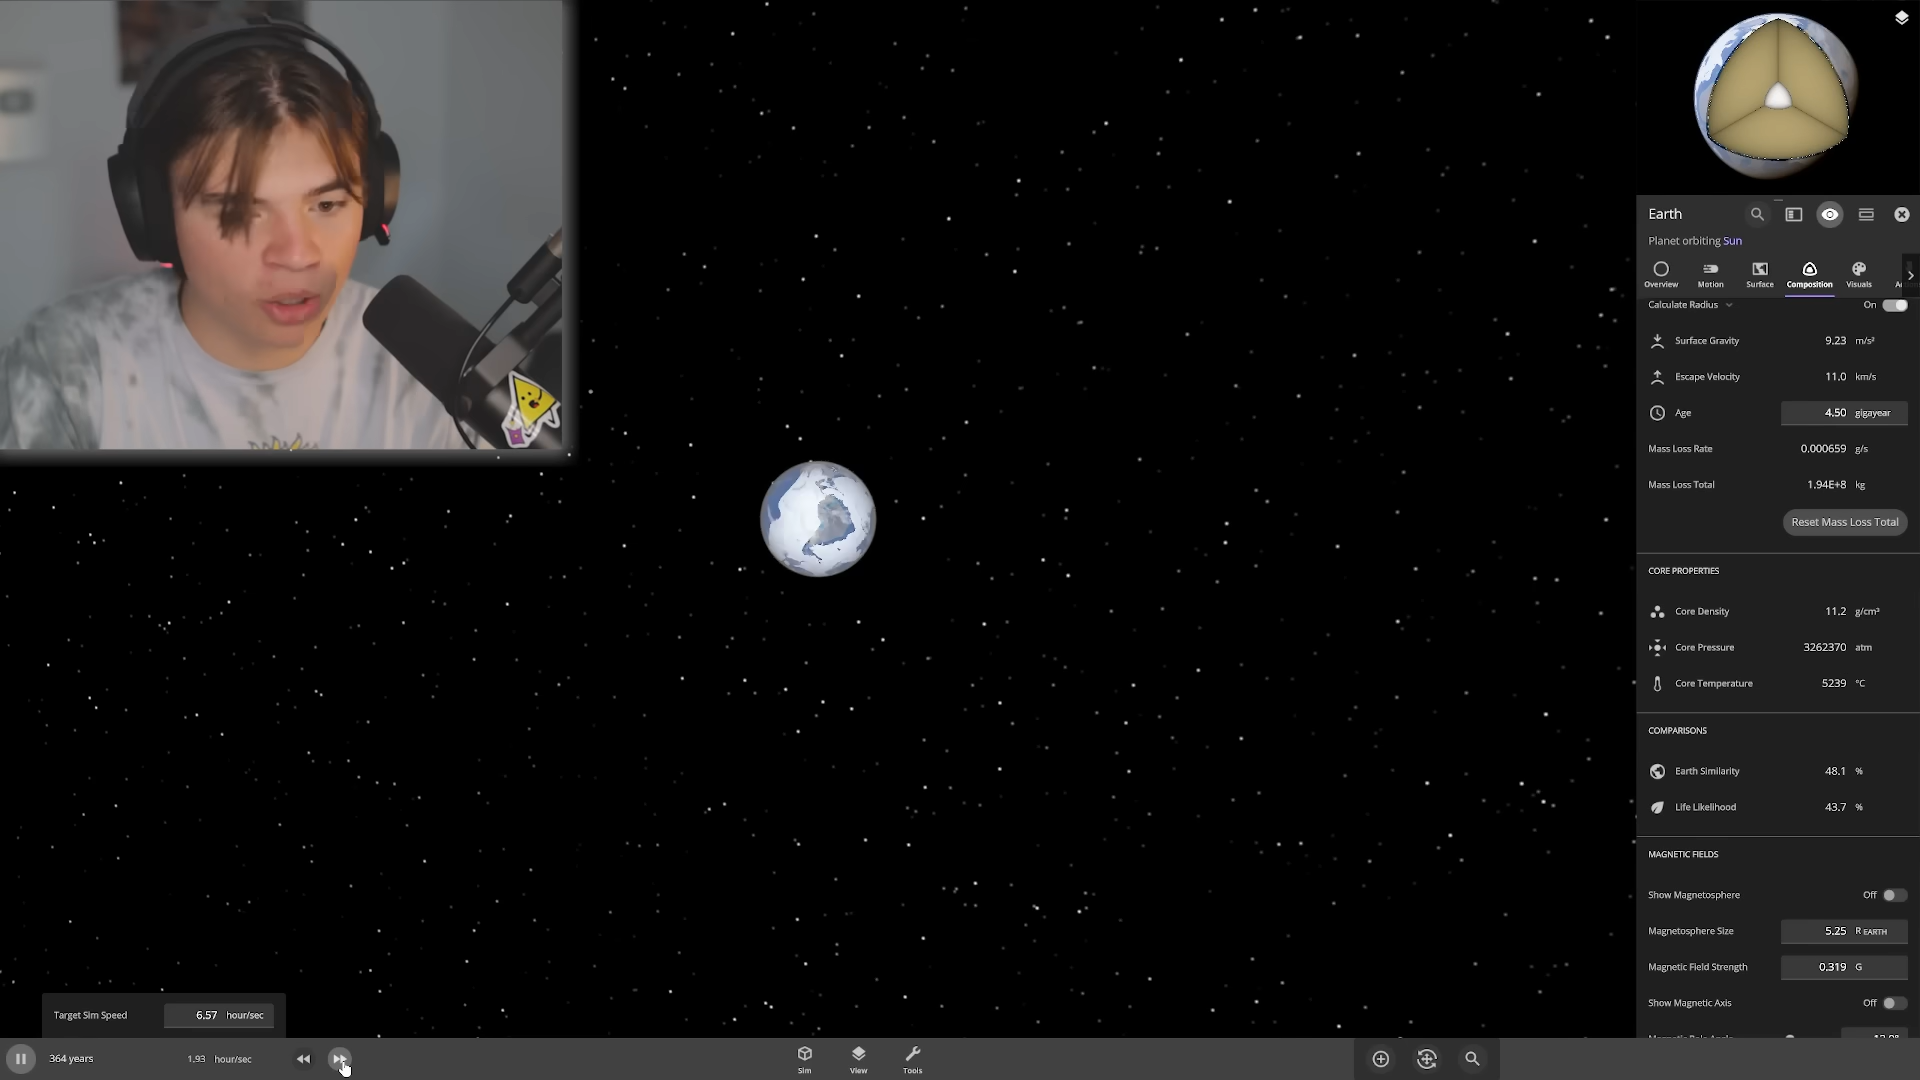 Earth
Planet orbiting Sun
Overview Motion Surface Composition Visuals
Calculate Radius On
Surface Gravity 9.23 m/s²
Escape Velocity 11.0 km/s
Age 4.50 gigayear
Mass Loss Rate 0.000659 g/s
Mass Loss Total 1.94E+8 kg
Reset Mass Loss Total
CORE PROPERTIES
Core Density 11.2 g/cm³
Core Pressure 3262370 atm
Core Temperature 5239 °C
COMPARISONS
Earth Similarity 48.1 %
Life Likelihood 43.7 %
MAGNETIC FIELDS
Show Magnetosphere Off
Magnetosphere Size 5.25 R EARTH
Magnetic Field Strength 0.319 G
Show Magnetic Axis Off
Target Sim Speed 6.57 hour/sec
364 years 1.93 hour/sec
Sim View Tools